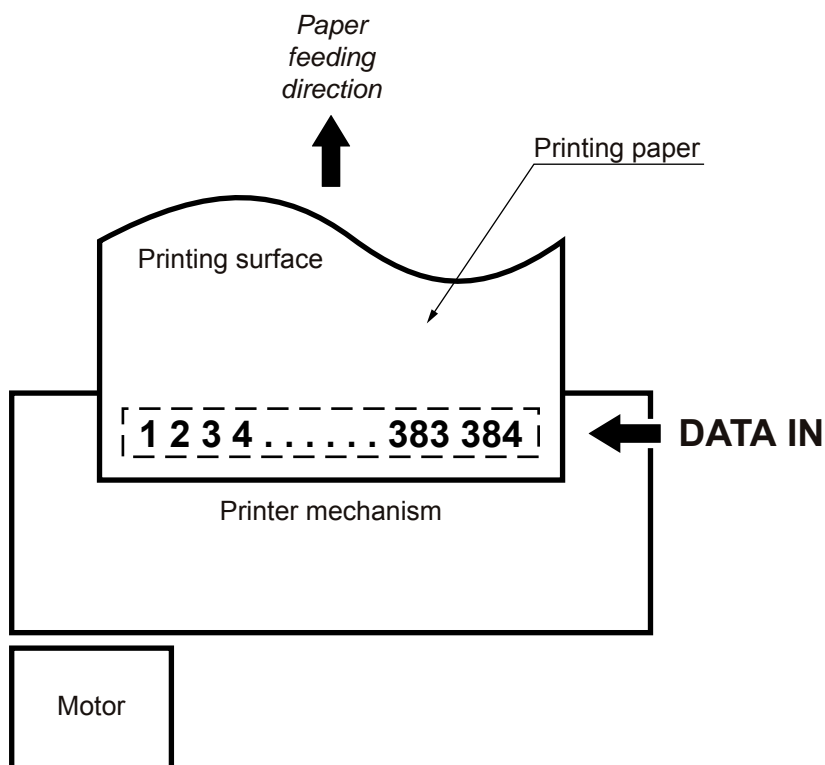 Paper
feeding
direction
Printing paper
Printing surface
1 2 3 4 . . . . . . 383 384
DATA IN
Printer mechanism
Motor